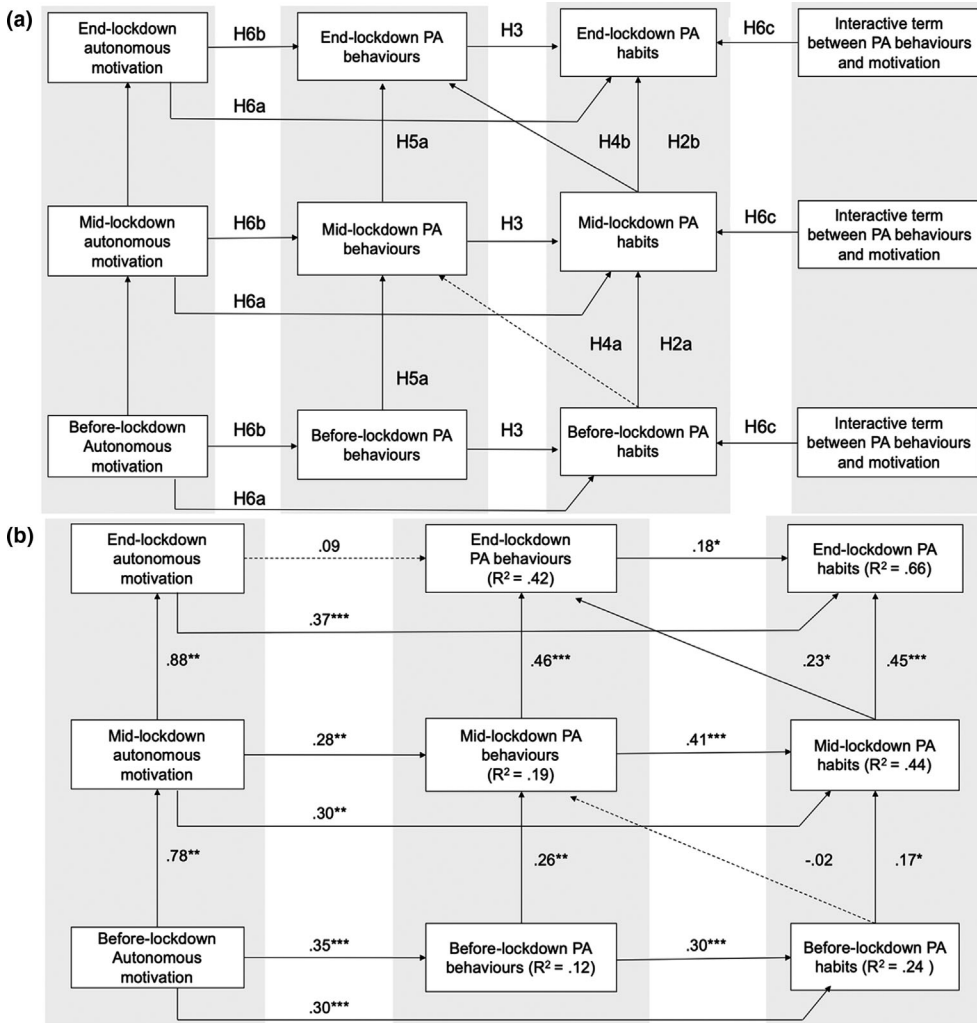 (a)
End-lockdown
autonomous
motivation
H6b
End-lockdown PA
behaviours
H3
End-lockdown PA
habits
H6c
Interactive term
between PA behaviours
and motivation
H6a
H5a
H4b
H2b
Mid-lockdown
autonomous
motivation
H6b
Mid-lockdown PA
behaviours
H3
Mid-lockdown PA
habits
H6c
Interactive term
between PA behaviours
and motivation
H6a
H5a
H4a
H2a
Before-lockdown
Autonomous
motivation
H6b
Before-lockdown PA
behaviours
H3
Before-lockdown PA
habits
H6c
Interactive term
between PA behaviours
and motivation
H6a
(b)
End-lockdown
autonomous
motivation
.09
End-lockdown
PA behaviours
(R² = .42)
.18*
End-lockdown PA
habits (R² = .66)
.37***
.88**
.46***
.23*
.45***
Mid-lockdown
autonomous
motivation
.28**
Mid-lockdown PA
behaviours
(R² = .19)
.41***
Mid-lockdown PA
habits (R² = .44)
.30**
.78**
.26**
-.02
.17*
Before-lockdown
Autonomous
motivation
.35***
Before-lockdown PA
behaviours (R² = .12)
.30***
Before-lockdown PA
habits (R² = .24 )
.30***